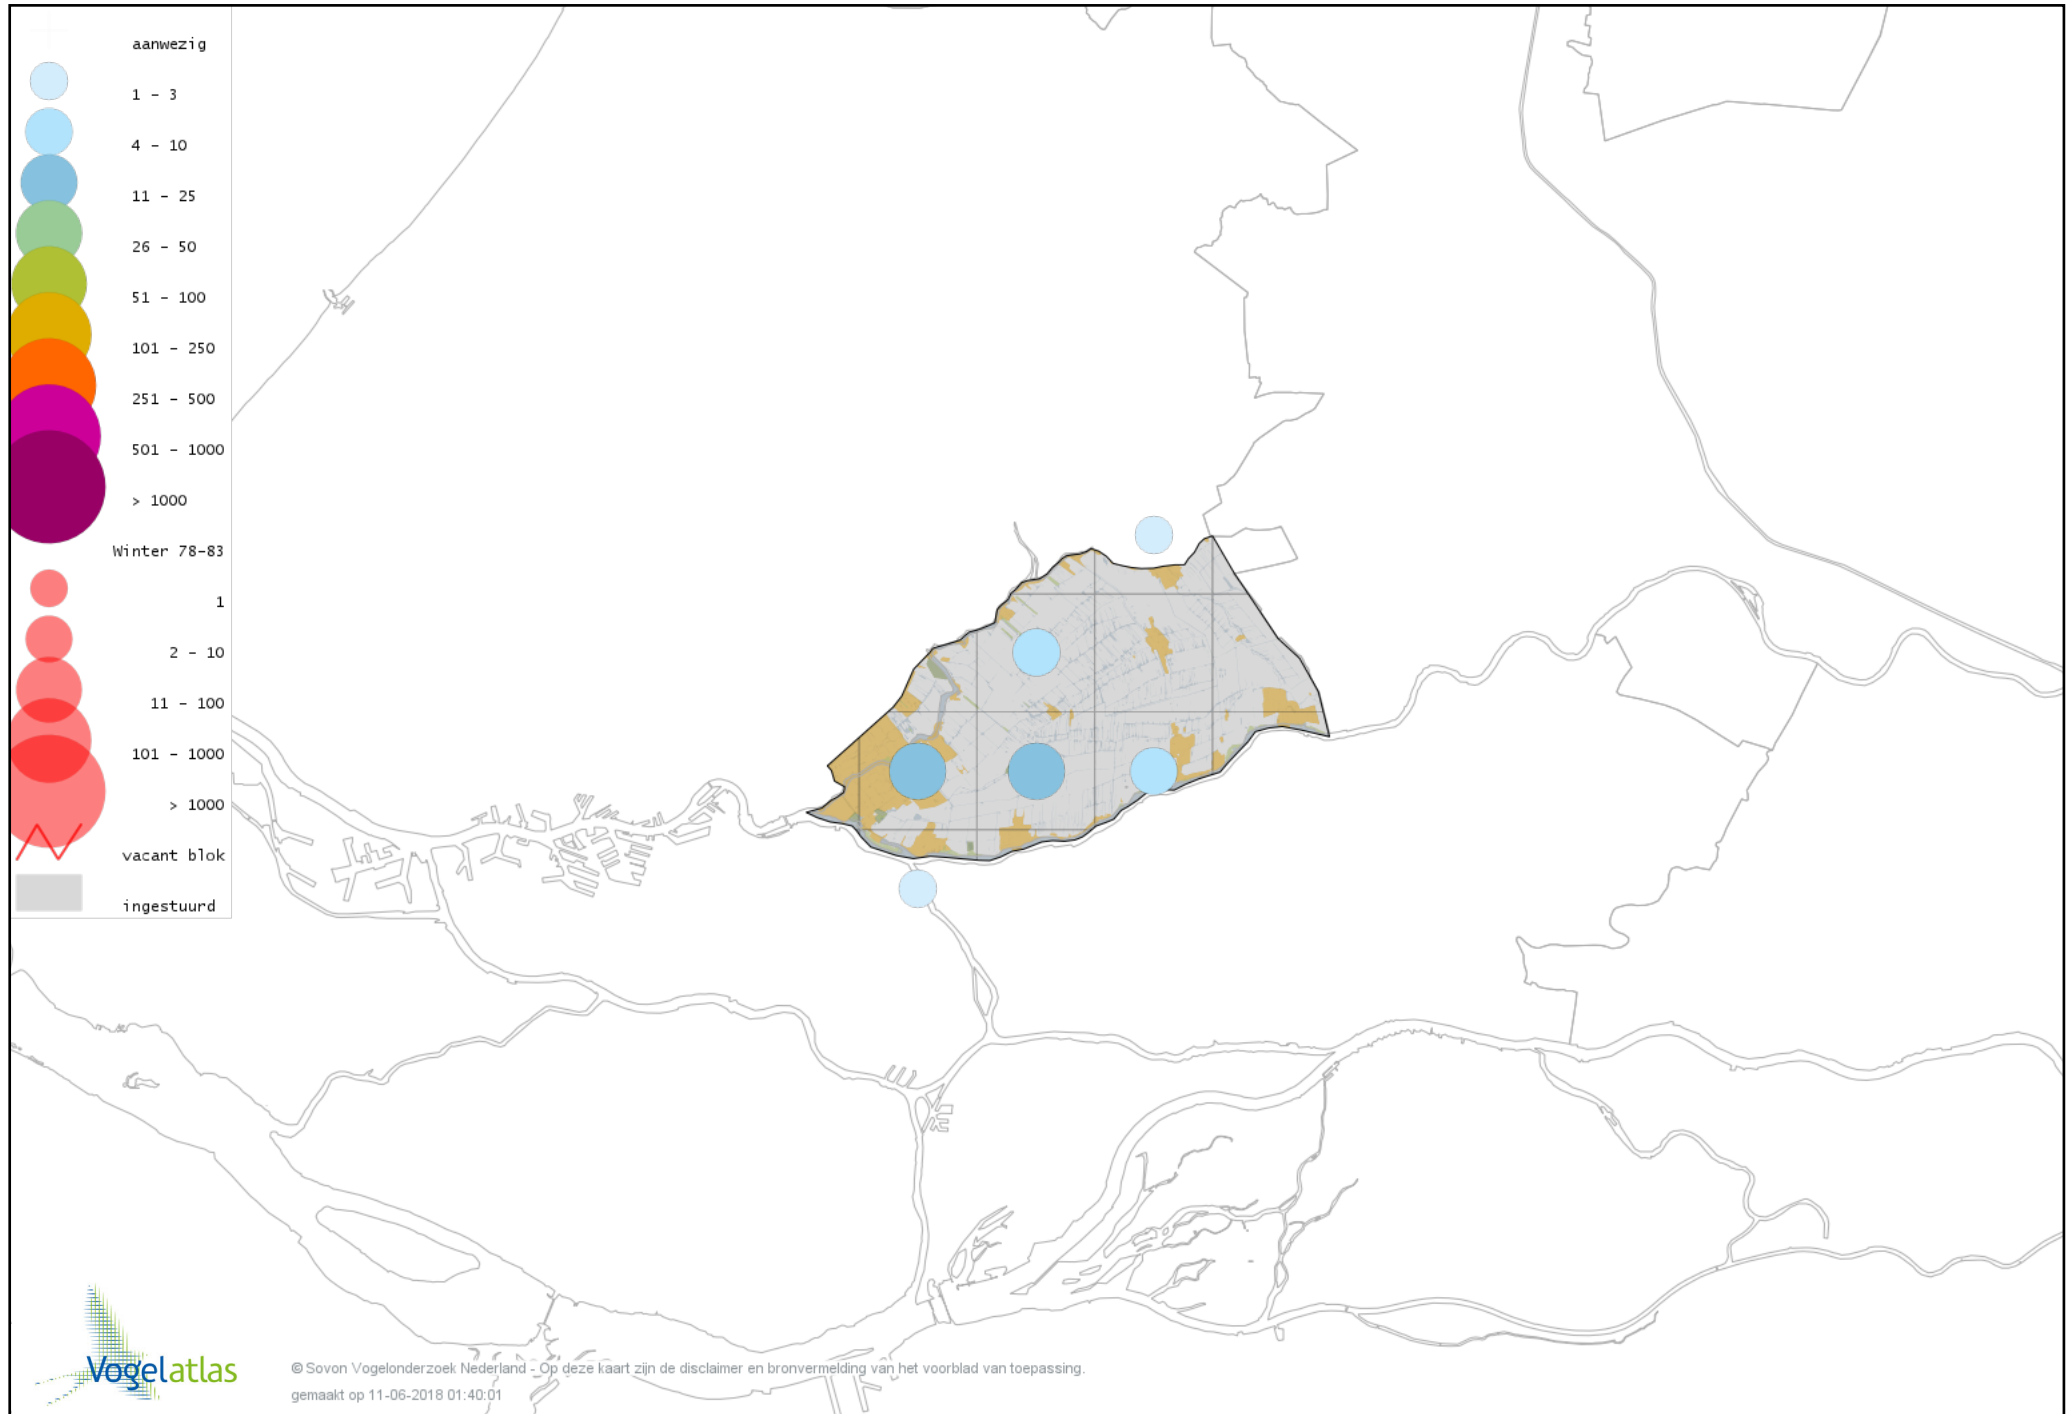 aanwezig
1 - 3
4 - 10
11 - 25
26 - 50
51 - 100
101 - 250
251 - 500
501 - 1000
> 1000
Winter 78-83
1
2 - 10
11 - 100
101 - 1000
> 1000
vacant blok
ingestuurd
Vogelatlas
© Sovon Vogelonderzoek Nederland - Op deze kaart zijn de disclaimer en bronvermelding van het voorblad van toepassing.
gemaakt op 11-06-2018 01:40:01